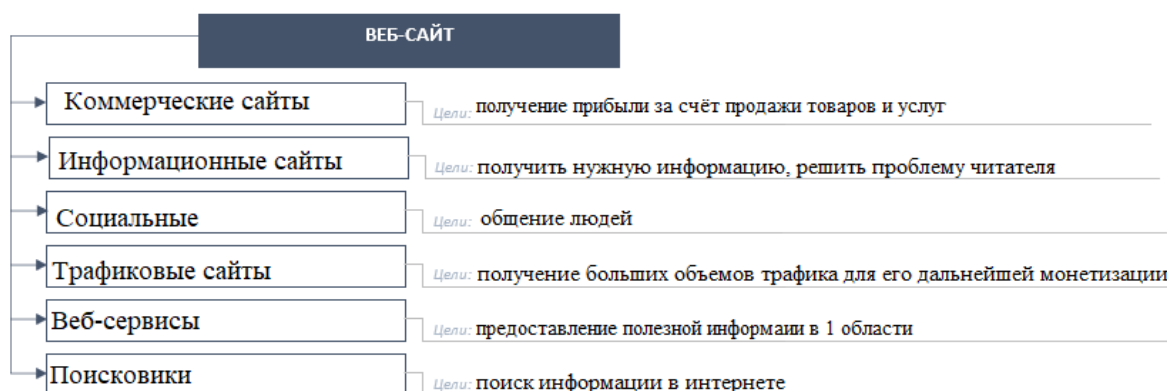 ВЕБ-САЙТ
Коммерческие сайты
Цели: получение прибыли за счёт продажи товаров и услуг
Информационные сайты
Цели: получить нужную информацию, решить проблему читателя
Социальные
Цели: общение людей
Трафиковые сайты
Цели: получение больших объемов трафика для его дальнейшей монетизации
Веб-сервисы
Цели: предоставление полезной информаии в 1 области
Поисковики
Цели: поиск информации в интернете